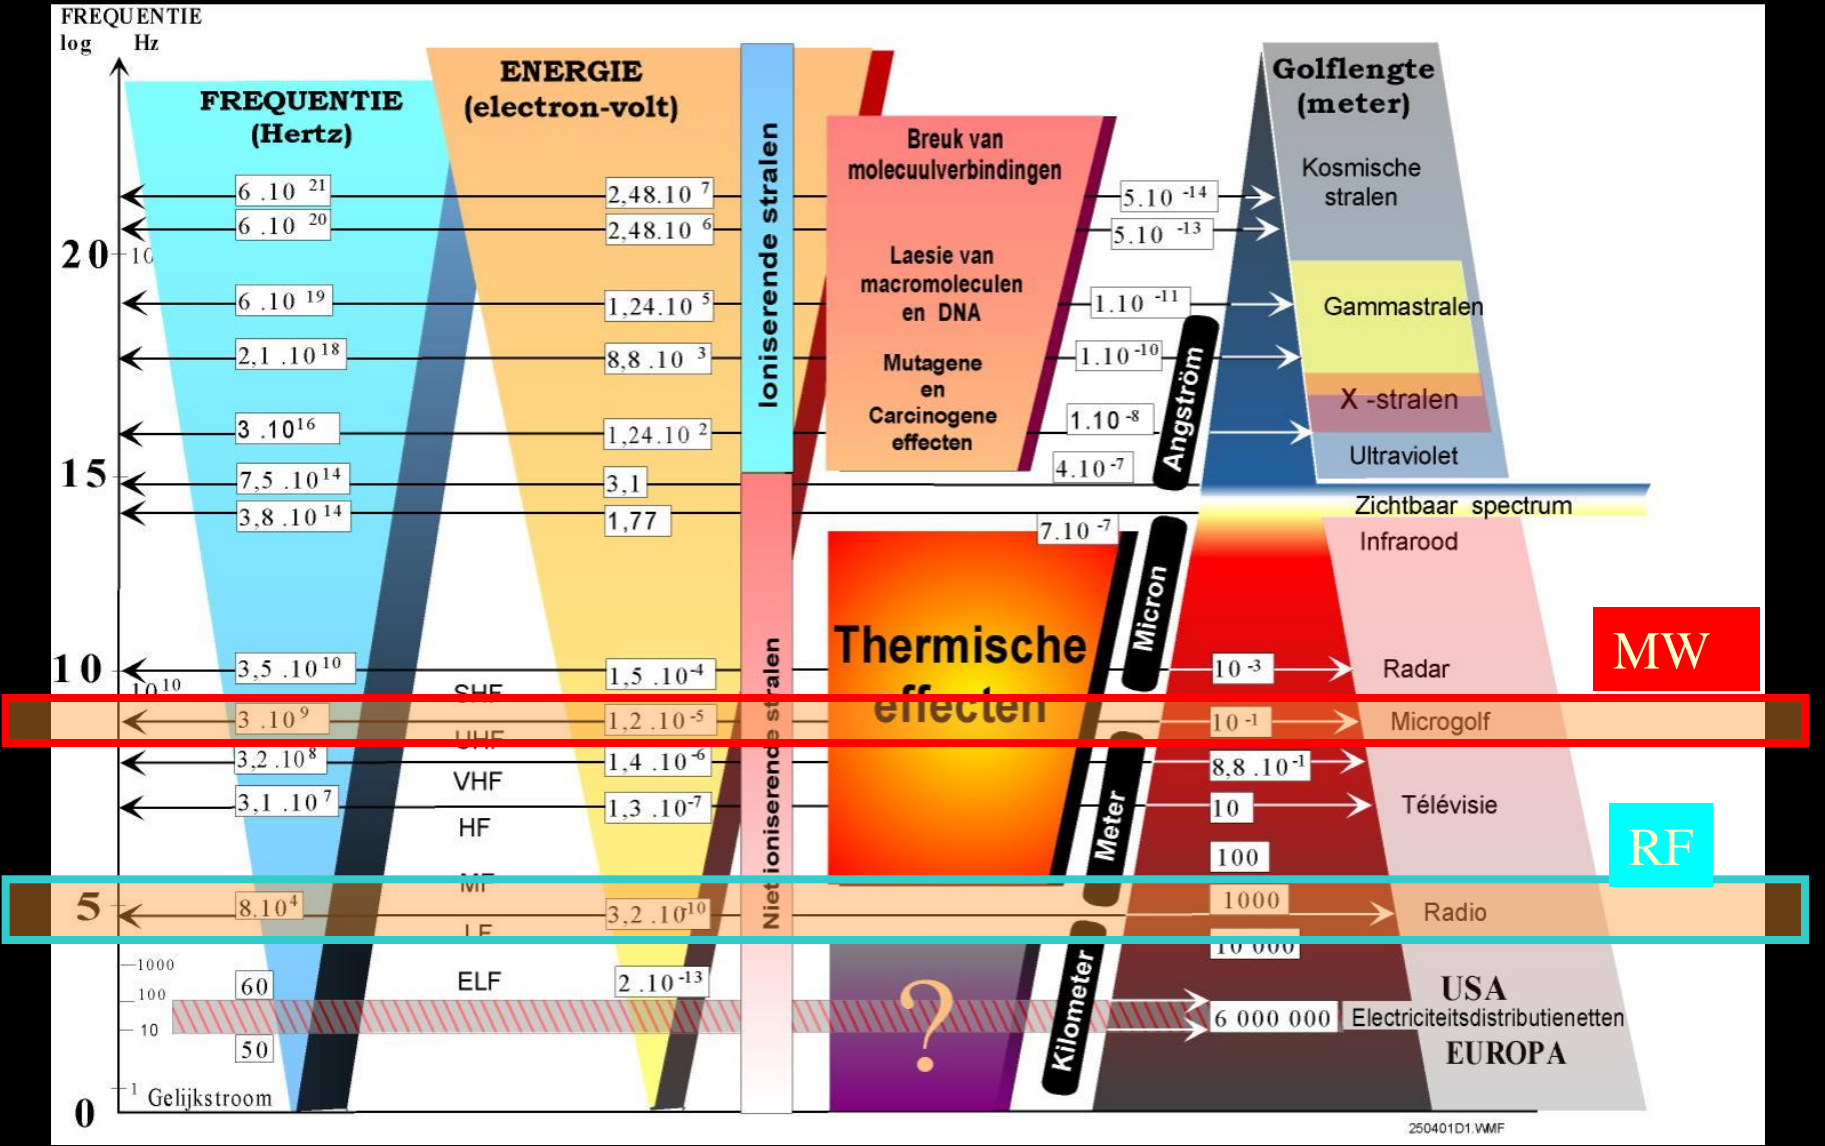 FREQUENTIE
log Hz
FREQUENTIE
(Hertz)
ENERGIE
(electron-volt)
Ioniserende stralen
Breuk van
molecuulverbindingen
Golflengte
(meter)
Kosmische
stralen
6 .10 21
2,48.10 7
5.10 -14
6 .10 20
2,48.10 6
5.10 -13
20
10
Laesie van
macromoleculen
en DNA
6 .10 19
1,24.10 5
1.10 -11
Gammastralen
2,1 .10 18
8,8 .10 3
1.10 -10
Angström
Mutagene
en
Carcinogene
effecten
X -stralen
3 .10 16
1,24.10 2
1.10 -8
Ultraviolet
15
7,5 .10 14
3,1
4.10 -7
Zichtbaar spectrum
3,8 .10 14
1,77
7.10 -7
Infrarood
Micron
Thermische
effecten
MW
10
3,5 .10 10
1,5 .10 -4
10 -3
Radar
10 10
SHF
Niet ioniserende stralen
3 .10 9
1,2 .10 -5
10 -1
Microgolf
UHF
3,2 .10 8
1,4 .10 -6
8,8 .10 -1
VHF
3,1 .10 7
1,3 .10 -7
Meter
10
Télévisie
HF
100
RF
MF
5
8.10 4
3,2 .10 -10
1000
Radio
LF
10 000
1000
100
10
60
ELF
2 .10 -13
?
Kilometer
USA
6 000 000
Electriciteitsdistributienetten
50
EUROPA
1
Gelijkstroom
0
250401D1.WMF